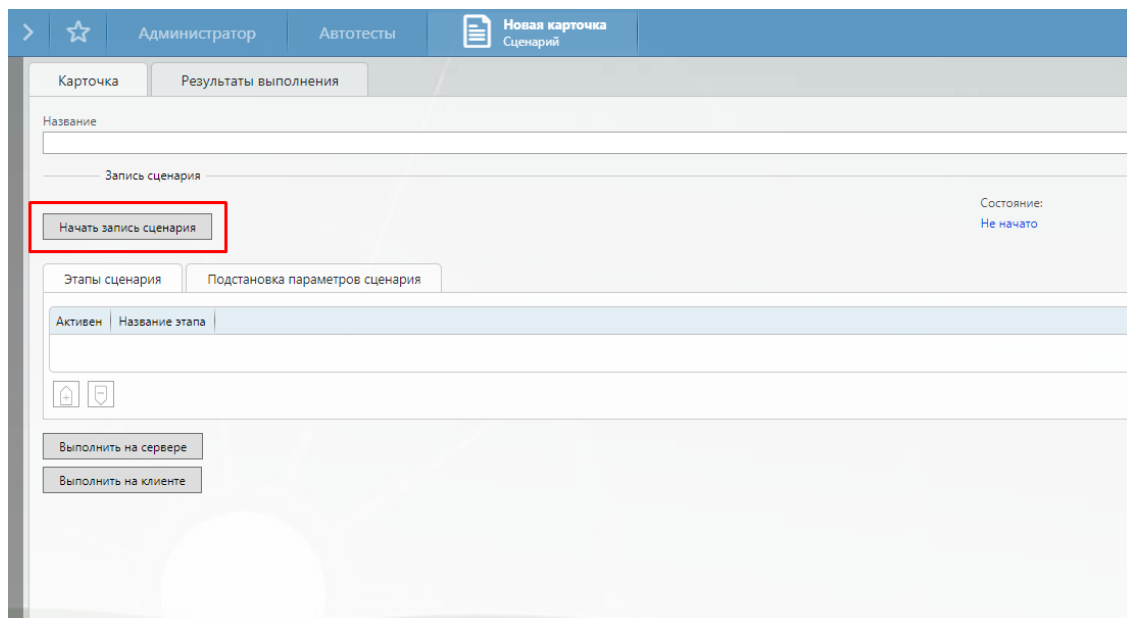 Администратор
Автотесты
Новая карточка
Сценарий
Карточка
Результаты выполнения
Название
Запись сценария
Начать запись сценария
Состояние:
Не начато
Этапы сценария
Подстановка параметров сценария
Активен
Название этапа
Выполнить на сервере
Выполнить на клиенте